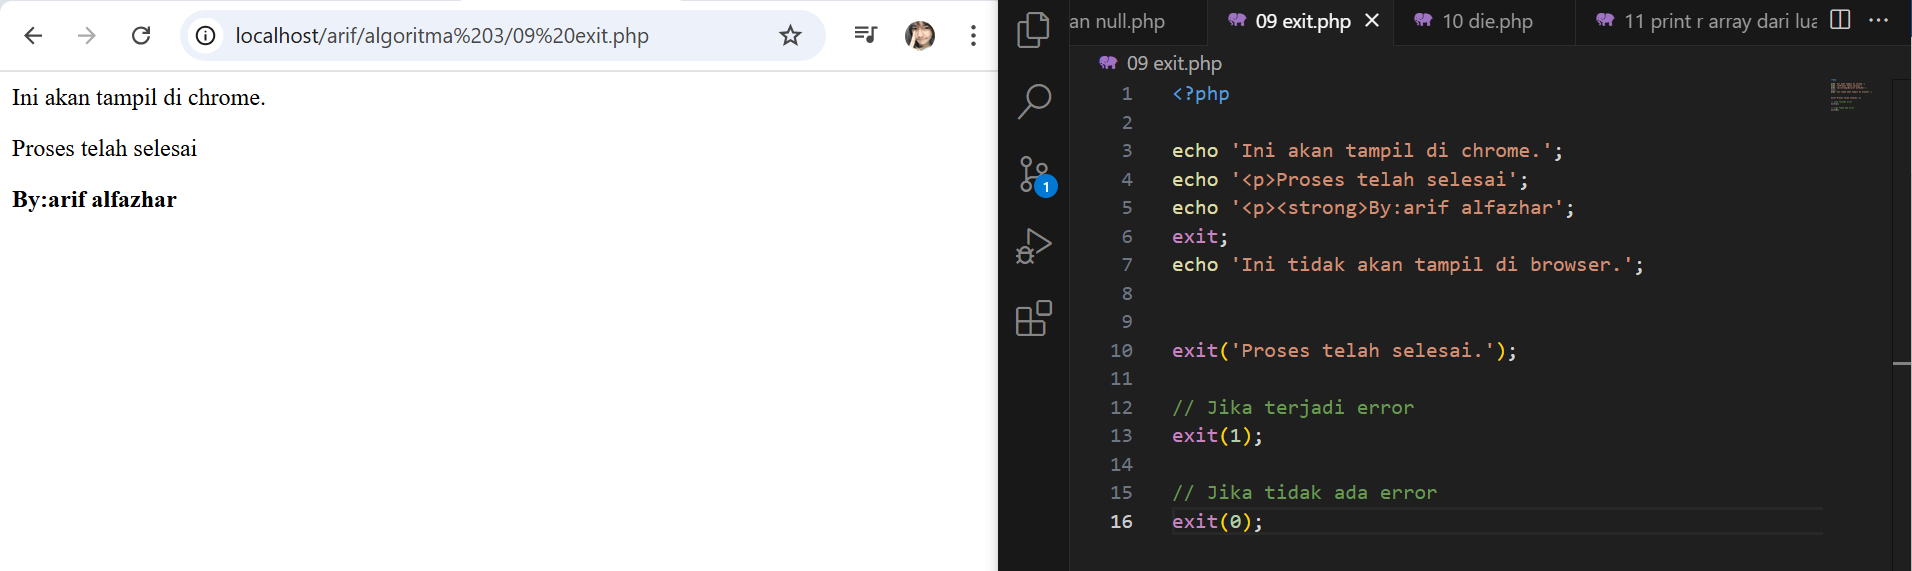 localhost/arif/algoritma%203/09%20exit.php
Ini akan tampil di chrome.
Proses telah selesai
By:arif alfazhar
1
an null.php
09 exit.php
10 die.php
11 print r array dari lua
09 exit.php
1 <?php
2
3 echo 'Ini akan tampil di chrome.';
4 echo '<p>Proses telah selesai';
5 echo '<p><strong>By:arif alfazhar';
6 exit;
7 echo 'Ini tidak akan tampil di browser.';
8
9
10 exit('Proses telah selesai.');
11
12 // Jika terjadi error
13 exit(1);
14
15 // Jika tidak ada error
16 exit(0);